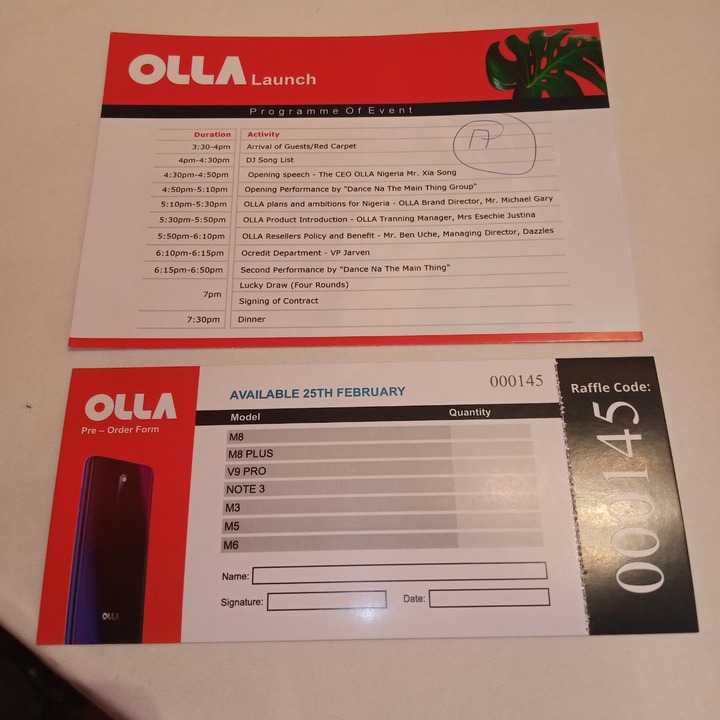 OLLA Launch
Programme Of Event
Duration Activity
3:30-4pm Arrival of Guests/Red Carpet
4pm-4:30pm DJ Song List
4:30pm-4:50pm Opening speech - The CEO OLLA Nigeria Mr. Xia Song
4:50pm-5:10pm Opening Performance by "Dance Na The Main Thing Group"
5:10pm-5:30pm OLLA plans and ambitions for Nigeria - OLLA Brand Director, Mr. Michael Gary
5:30pm-5:50pm OLLA Product Introduction - OLLA Tranning Manager, Mrs Esechie Justina
5:50pm-6:10pm OLLA Resellers Policy and Benefit - Mr. Ben Uche, Managing Director, Dazzles
6:10pm-6:15pm Ocredit Department - VP Jarven
6:15pm-6:50pm Second Performance by "Dance Na The Main Thing"
7pm Lucky Draw (Four Rounds)
Signing of Contract
7:30pm Dinner
OLLA
Pre - Order Form
OLLA
AVAILABLE 25TH FEBRUARY 000145
Model Quantity
M8
M8 PLUS
V9 PRO
NOTE 3
M3
M5
M6
Name:
Signature: Date:
Raffle Code:
000145